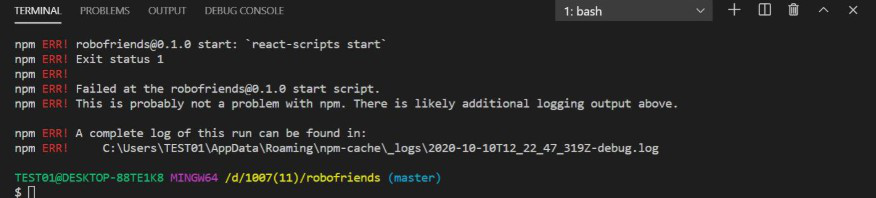 TERMINAL PROBLEMS OUTPUT DEBUG CONSOLE 1: bash
npm ERR! robofriends@0.1.0 start: `react-scripts start`
npm ERR! Exit status 1
npm ERR!
npm ERR! Failed at the robofriends@0.1.0 start script.
npm ERR! This is probably not a problem with npm. There is likely additional logging output above.
npm ERR! A complete log of this run can be found in:
npm ERR!     C:\Users\TEST01\AppData\Roaming\npm-cache\_logs\2020-10-10T12_22_47_319Z-debug.log
TEST01@DESKTOP-88TE1K8 MINGW64 /d/1007(11)/robofriends (master)
$